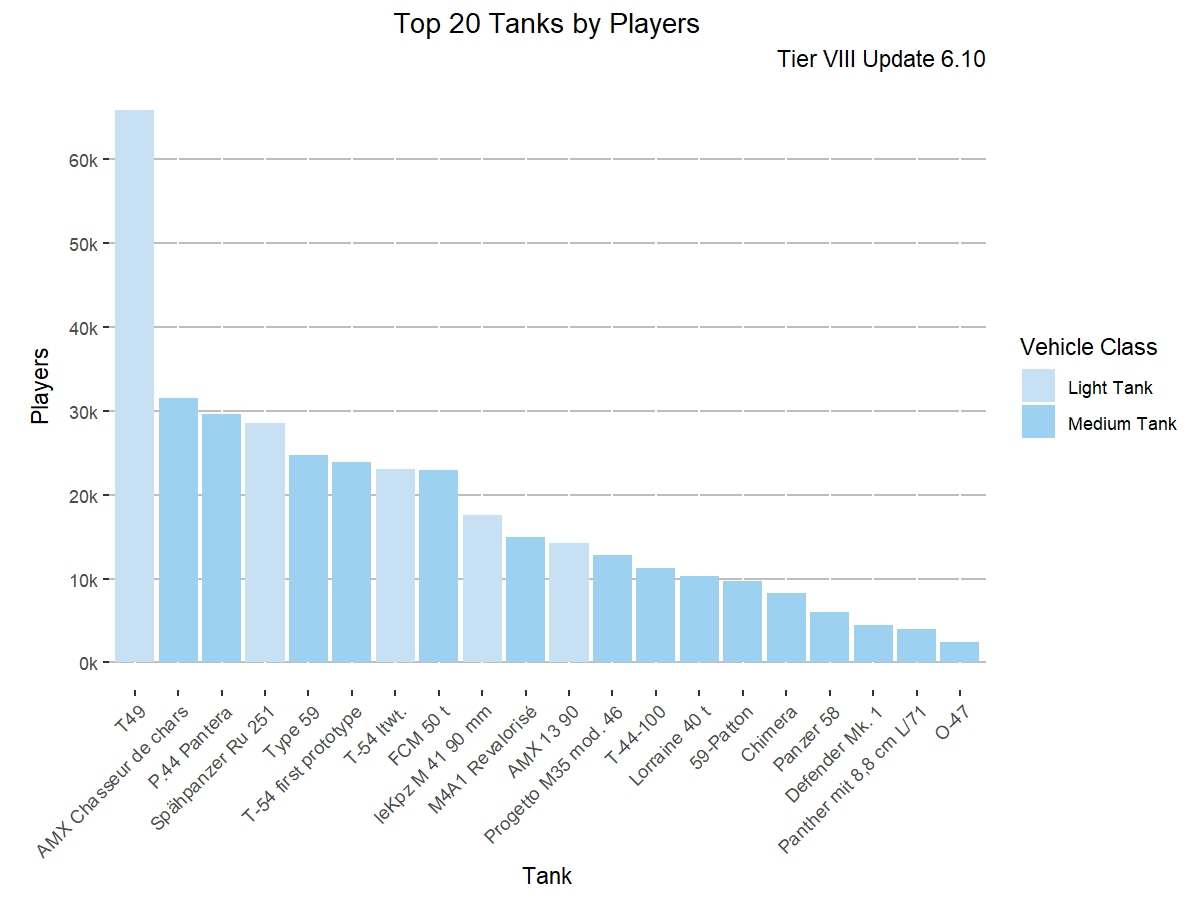 Top 20 Tanks by Players
Tier VIII Update 6.10
Players
60k
50k
40k
30k
20k
10k
0k
T49
AMX Chasseur de chars
P.44 Pantera
Spähpanzer Ru 251
Type 59
T-54 first prototype
T-54 ltwt.
FCM 50 t
leKpz M 41 90 mm
M4A1 Revalorisé
AMX 13 90
Progetto M35 mod. 46
T-44-100
Lorraine 40 t
59-Patton
Chimera
Panzer 58
Defender Mk. 1
Panther mit 8,8 cm L/71
O-47
Tank
Vehicle Class
Light Tank
Medium Tank